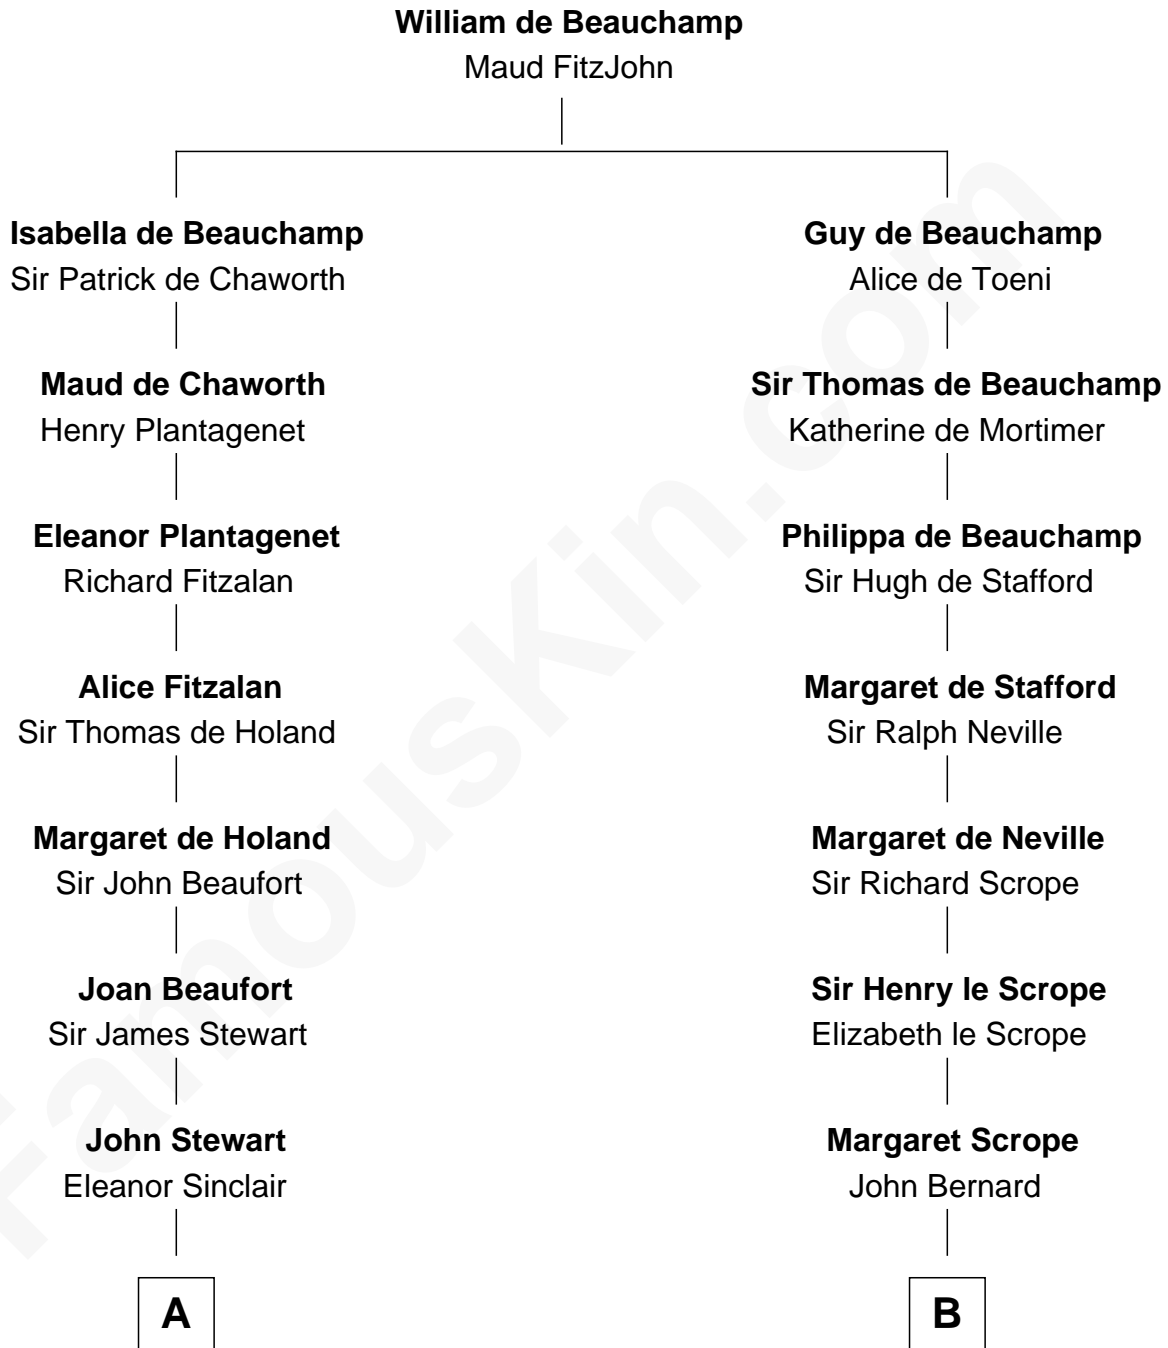 William de Beauchamp
Maud FitzJohn
Isabella de Beauchamp
Sir Patrick de Chaworth
Guy de Beauchamp
Alice de Toeni
Maud de Chaworth
Henry Plantagenet
Sir Thomas de Beauchamp
Katherine de Mortimer
Eleanor Plantagenet
Richard Fitzalan
Philippa de Beauchamp
Sir Hugh de Stafford
Alice Fitzalan
Sir Thomas de Holand
Margaret de Stafford
Sir Ralph Neville
Margaret de Holand
Sir John Beaufort
Margaret de Neville
Sir Richard Scrope
Joan Beaufort
Sir James Stewart
Sir Henry le Scrope
Elizabeth le Scrope
John Stewart
Eleanor Sinclair
Margaret Scrope
John Bernard
A
B
FamousKin.com